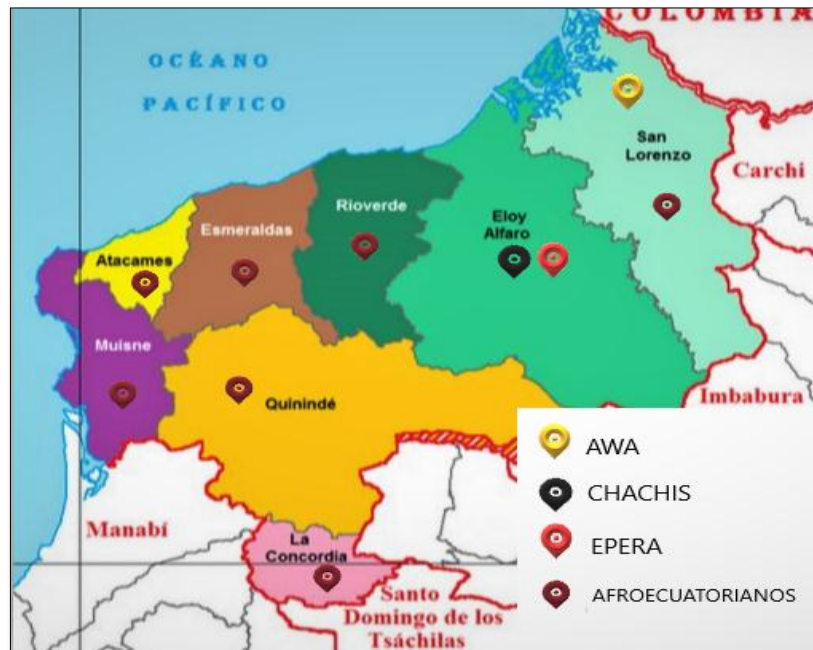 COLOMBIA
OCÉANO
PACÍFICO
San
Lorenzo
Carchi
Rioverde
Esmeraldas
Eloy
Alfaro
Atacames
Muisne
Quinindé
Imbabura
Manabí
La
Concordia
Santo
Domingo de los
Tsáchilas
AWA
CHACHIS
EPERA
AFROECUATORIANOS